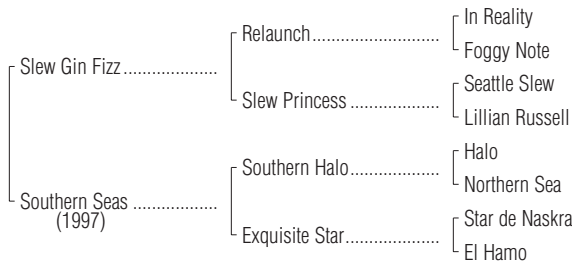 In Reality
Relaunch
Foggy Note
Slew Gin Fizz
Seattle Slew
Slew Princess
Lillian Russell
Halo
Southern Halo
Northern Sea
Southern Seas
(1997)
Star de Naskra
Exquisite Star
El Hamo